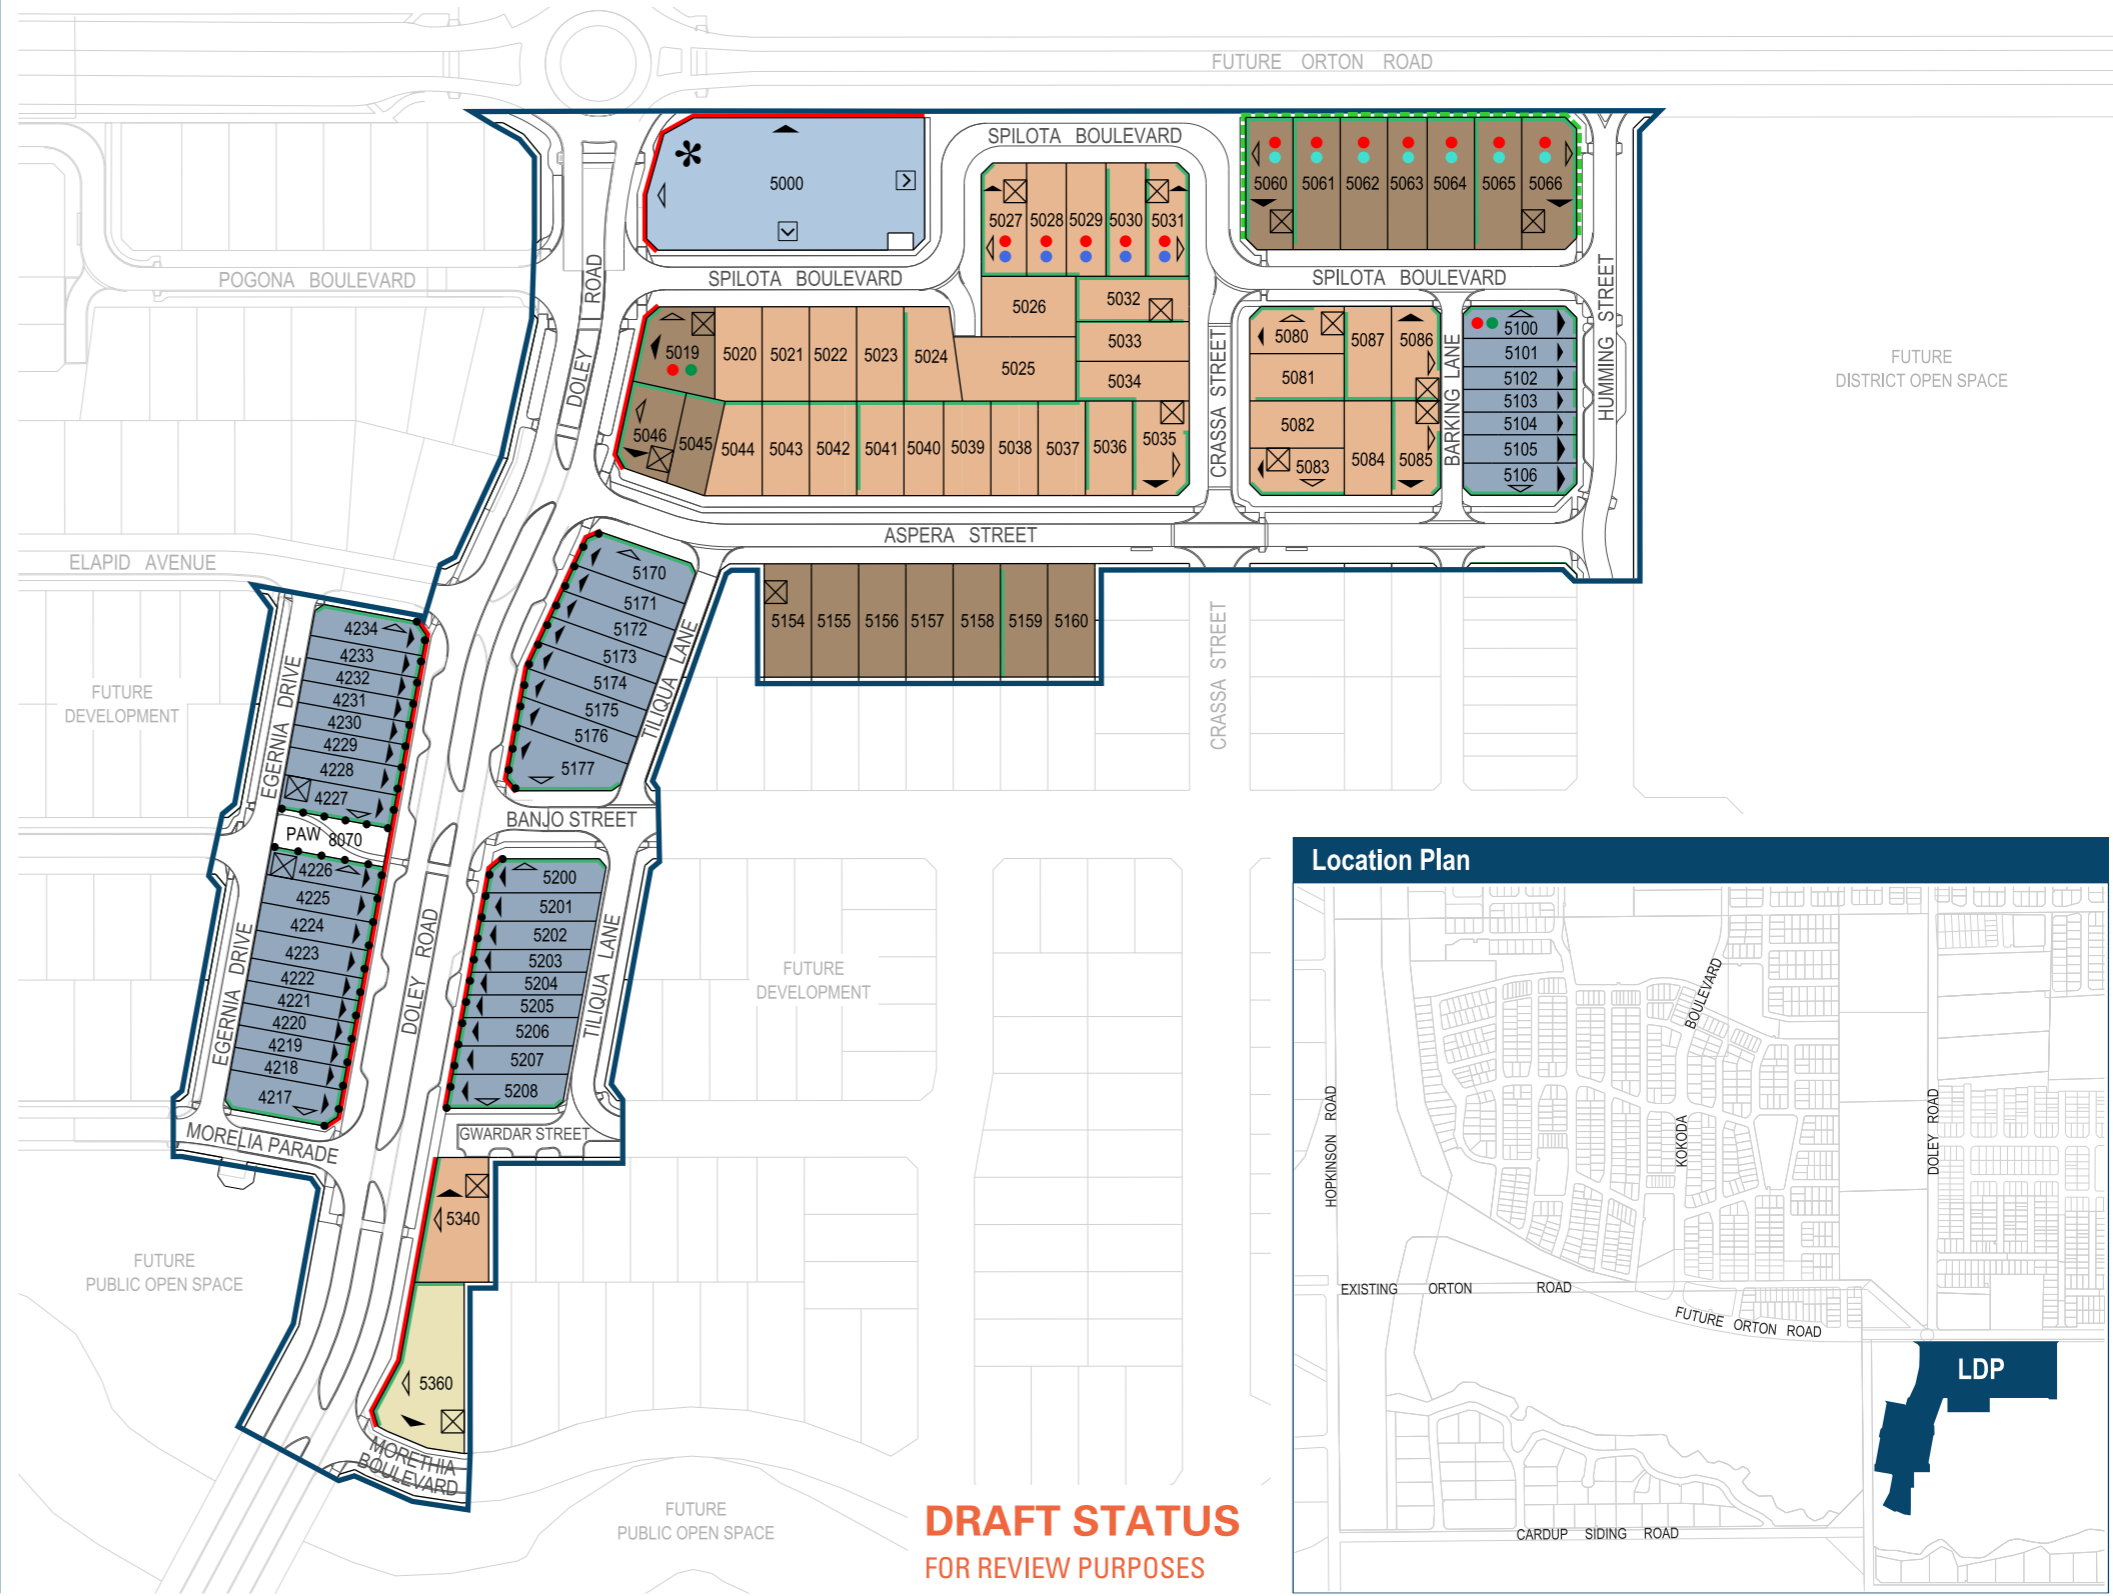 FUTURE ORTON ROAD
SPILOTA BOULEVARD
5000
5027 5028 5029 5030 5031
5060 5061 5062 5063 5064 5065 5066
POGONA BOULEVARD
DOLEY ROAD
SPILOTA BOULEVARD
SPILOTA BOULEVARD
HUMMING STREET
5026
5032
5033
5034
5025
5019 5020 5021 5022 5023 5024
CRASSA STREET
5080
5081
5082
5083
5087 5086
5084 5085
BARKING LANE
5100
5101
5102
5103
5104
5105
5106
FUTURE
DISTRICT OPEN SPACE
5046 5045 5044 5043 5042 5041 5040 5039 5038 5037 5036 5035
ASPERA STREET
ELAPID AVENUE
5170
5171
5172
5173
5174
5175
5176
5177
TILIQUA LANE
5154 5155 5156 5157 5158 5159 5160
CRASSA STREET
4234
4233
4232
4231
4230
4229
4228
4227
EGERNIA DRIVE
FUTURE
DEVELOPMENT
PAW 8070
BANJO STREET
4226
4225
4224
4223
4222
4221
4220
4219
4218
4217
EGERNIA DRIVE
DOLEY ROAD
5200
5201
5202
5203
5204
5205
5206
5207
5208
TILIQUA LANE
FUTURE
DEVELOPMENT
MORELIA PARADE
GWARDAR STREET
5340
FUTURE
PUBLIC OPEN SPACE
5360
MORETHIA
BOULEVARD
FUTURE
PUBLIC OPEN SPACE
DRAFT STATUS
FOR REVIEW PURPOSES
Location Plan
BOULEVARD
KOKODA
HOPKINSON ROAD
DOLEY ROAD
EXISTING ORTON ROAD
FUTURE ORTON ROAD
LDP
CARDUP SIDING ROAD